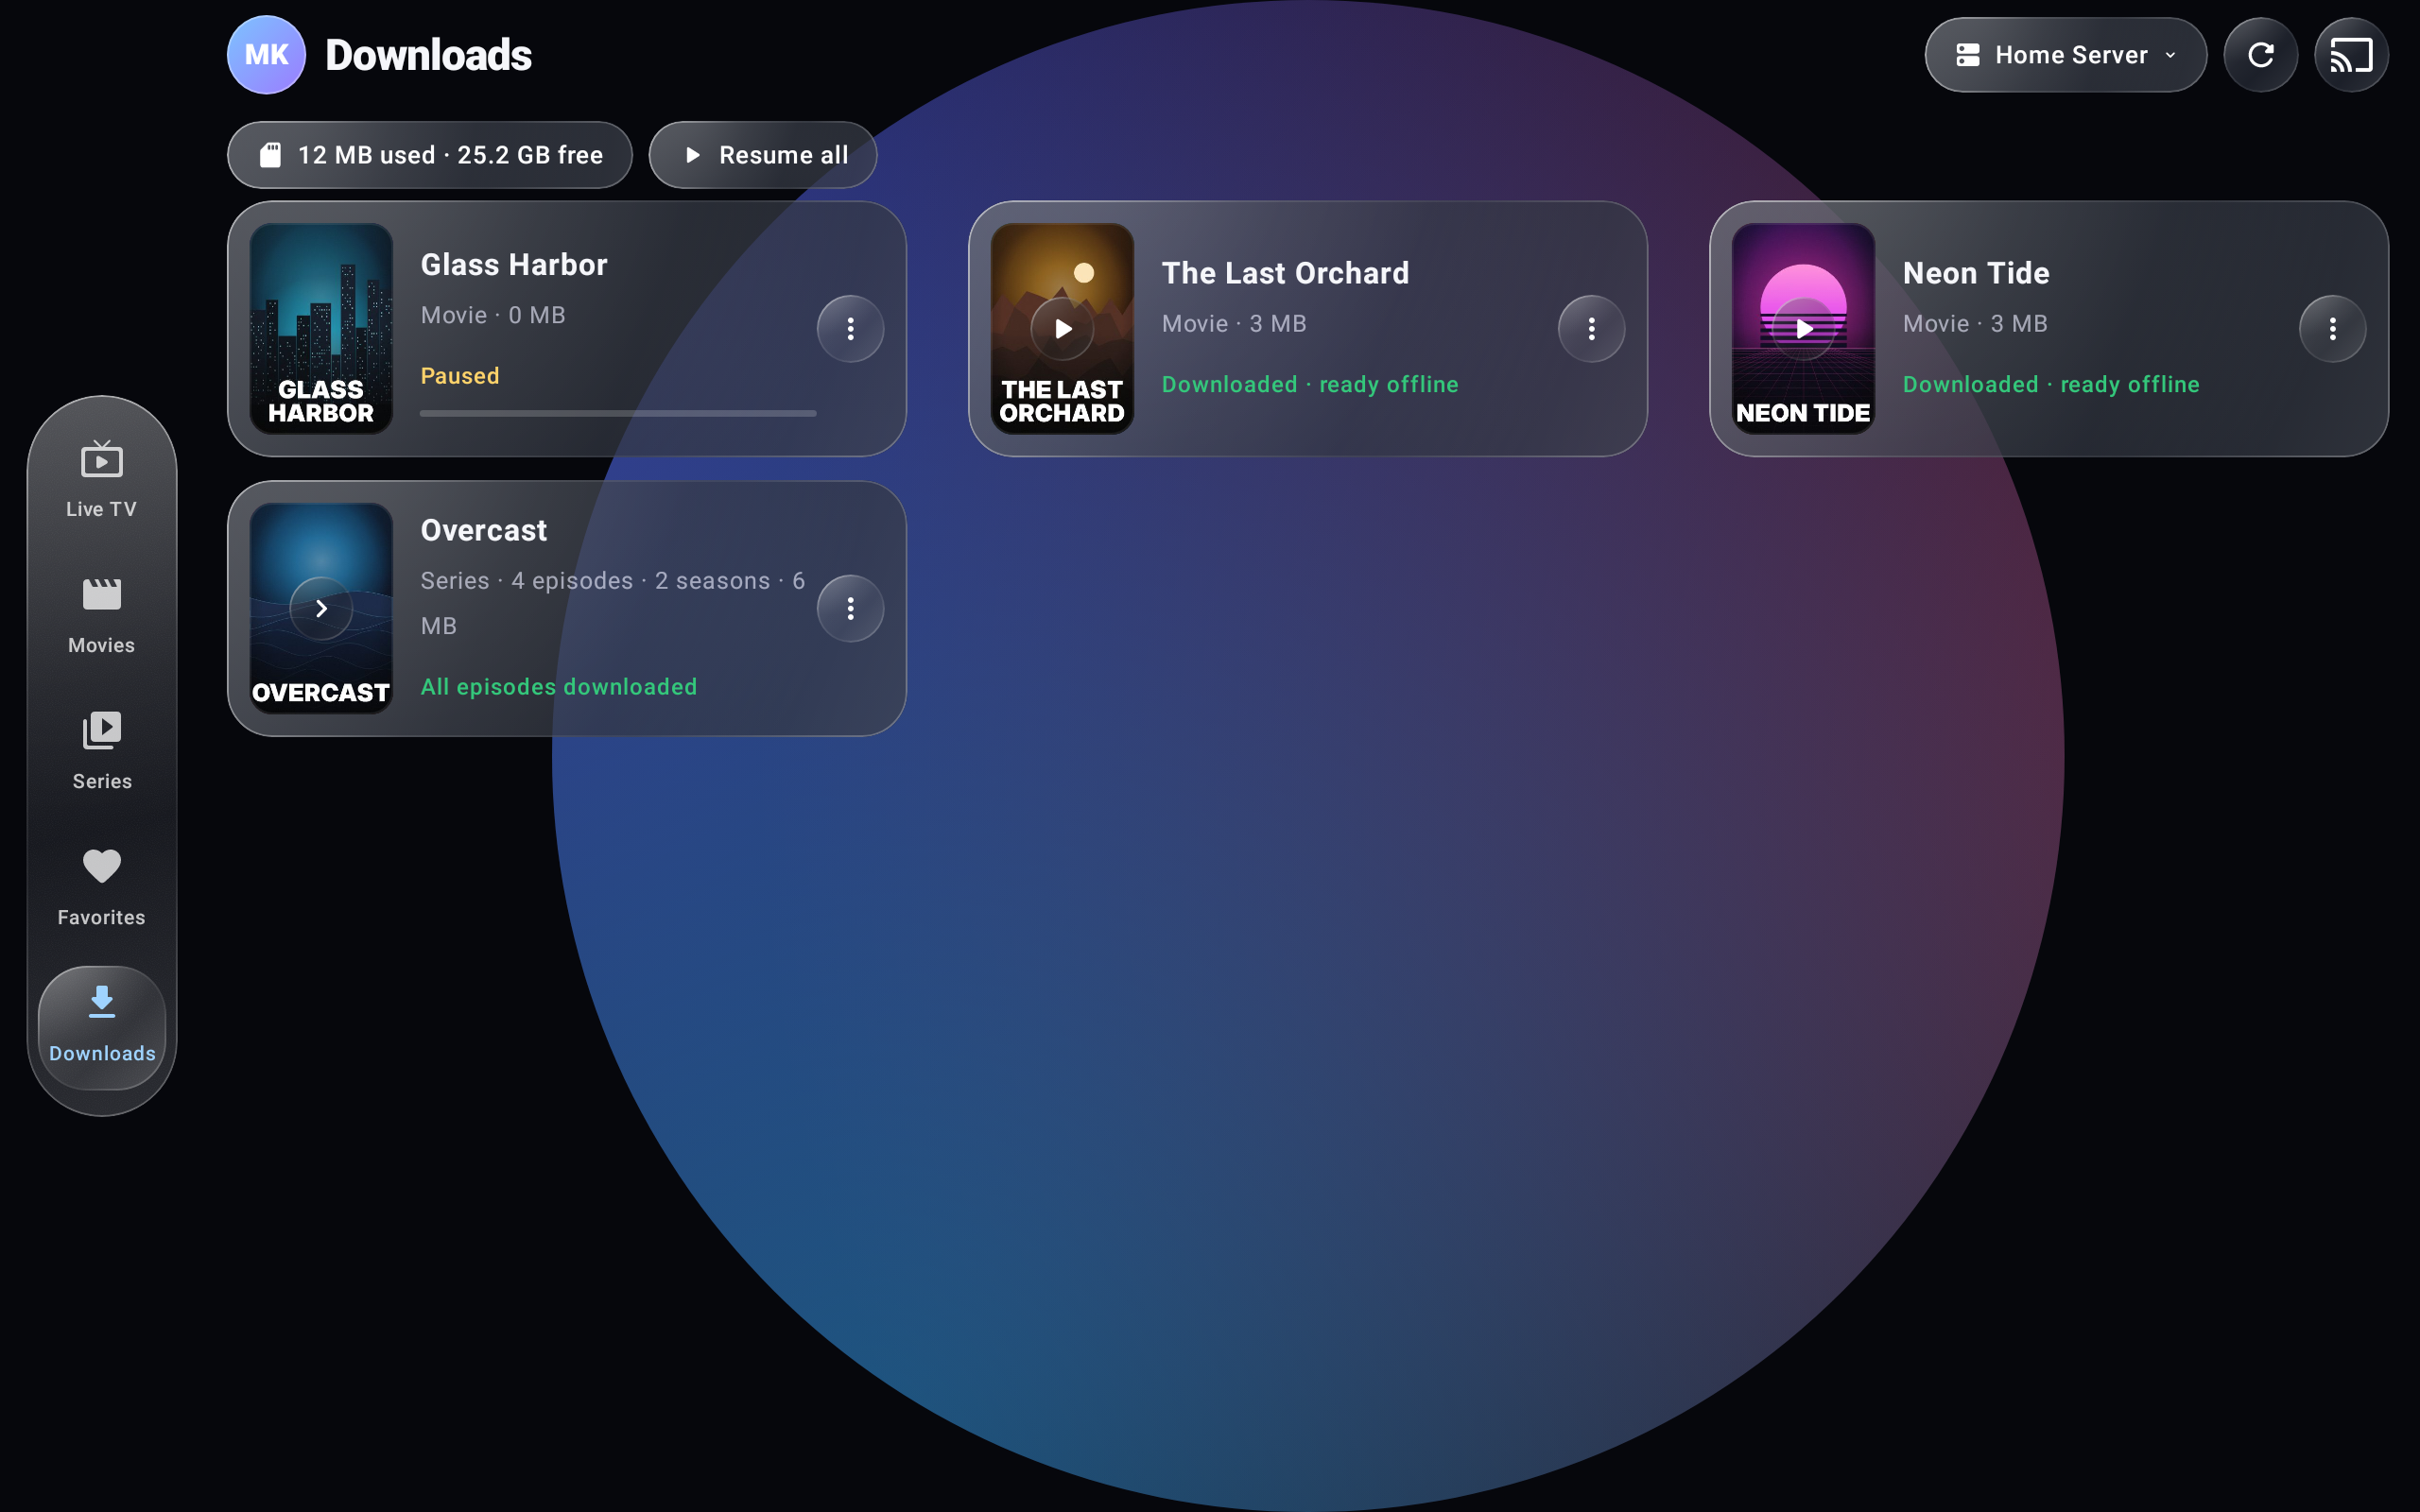 MK
Downloads
Home Server
12 MB used · 25.2 GB free
Resume all
GLASS
HARBOR
Glass Harbor
Movie · 0 MB
Paused
THE LAST
ORCHARD
The Last Orchard
Movie · 3 MB
Downloaded · ready offline
NEON TIDE
Neon Tide
Movie · 3 MB
Downloaded · ready offline
OVERCAST
Overcast
Series · 4 episodes · 2 seasons · 6
MB
All episodes downloaded
Live TV
Movies
Series
Favorites
Downloads